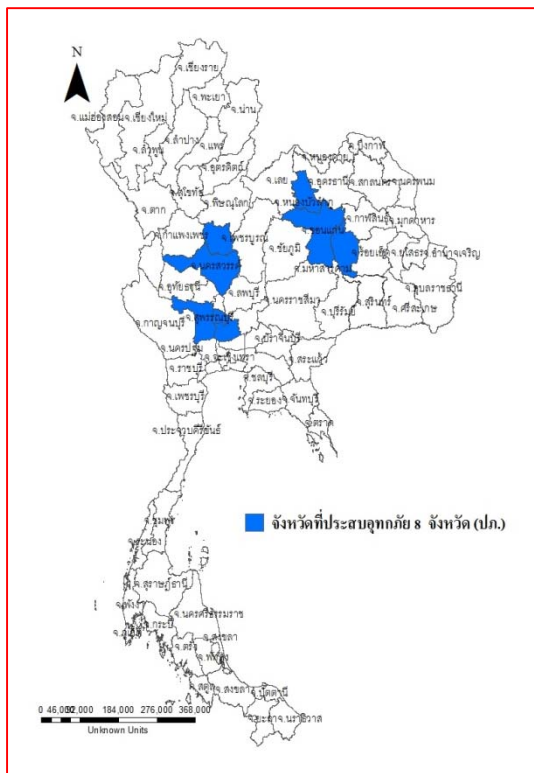 N
จ.เชียงราย
จ.พะเยา
จ.น่าน
จ.แม่ฮ่องสอน
จ.เชียงใหม่
จ.ลำปาง
จ.แพร่
จ.ลำพูน
จ.อุตรดิตถ์
จ.บึงกาฬ
จ.หนองคาย
จ.เลย
จ.อุดรธานี
จ.สกลนคร
จ.นครพนม
จ.สุโขทัย
จ.ตาก
จ.พิษณุโลก
จ.หนองบัวลำภู
จ.กำแพงเพชร
จ.เพชรบูรณ์
จ.ขอนแก่น
จ.กาฬสินธุ์
จ.มุกดาหาร
จ.ชัยภูมิ
จ.ร้อยเอ็ด
จ.ยโสธร
จ.อำนาจเจริญ
จ.นครสวรรค์
จ.มหาสารคาม
จ.อุทัยธานี
จ.ลพบุรี
จ.นครราชสีมา
จ.บุรีรัมย์
จ.สุรินทร์
จ.ศรีสะเกษ
จ.อุบลราชธานี
จ.กาญจนบุรี
จ.สุพรรณบุรี
จ.ปราจีนบุรี
จ.นครปฐม
จ.ฉะเชิงเทรา
จ.สระแก้ว
จ.ราชบุรี
จ.ชลบุรี
จ.เพชรบุรี
จ.ระยอง
จ.จันทบุรี
จ.ตราด
จ.ประจวบคีรีขันธ์
จ.ชุมพร
จ.ระนอง
จังหวัดที่ประสบอุทกภัย 8 จังหวัด (ปภ.)
จ.สุราษฎ์ธานี
จ.พังงา
จ.นครศรีธรรมราช
จ.กระบี่
จ.ภูเก็ต
จ.ตรัง
จ.สงขลา
จ.พัทลุง
จ.สตูล
จ.สงขลา
จ.ปัตตานี
จ.ยะลา
จ.นราธิวาส
184,000 276,000 368,000
Unknown Units